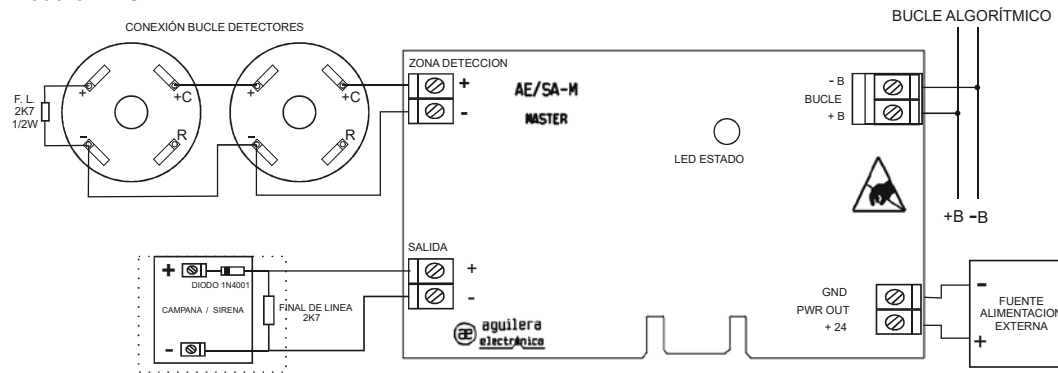 BUCLE ALGORÍTMICO
CONEXIÓN BUCLE DETECTORES
ZONA DETECCION
+
-
AE/SA-M
MASTER
- B
BUCLE
+ B
LED ESTADO
F. L.
2K7
1/2W
+
+C
-
R
+
+C
-
R
+B -B
SALIDA
+
-
+
DIODO 1N4001
CAMPANA / SIRENA
FINAL DE LINEA
2K7
-
ae aguilera
electrónica
GND
PWR OUT
+ 24
-
FUENTE
ALIMENTACION
EXTERNA
+